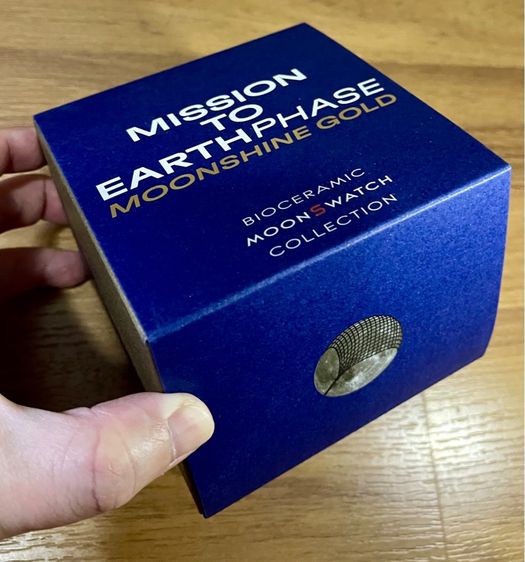 MISSION
TO
EARTHPHASE
MOONSHINE GOLD
BIOCERAMIC
MOONSWATCH
COLLECTION